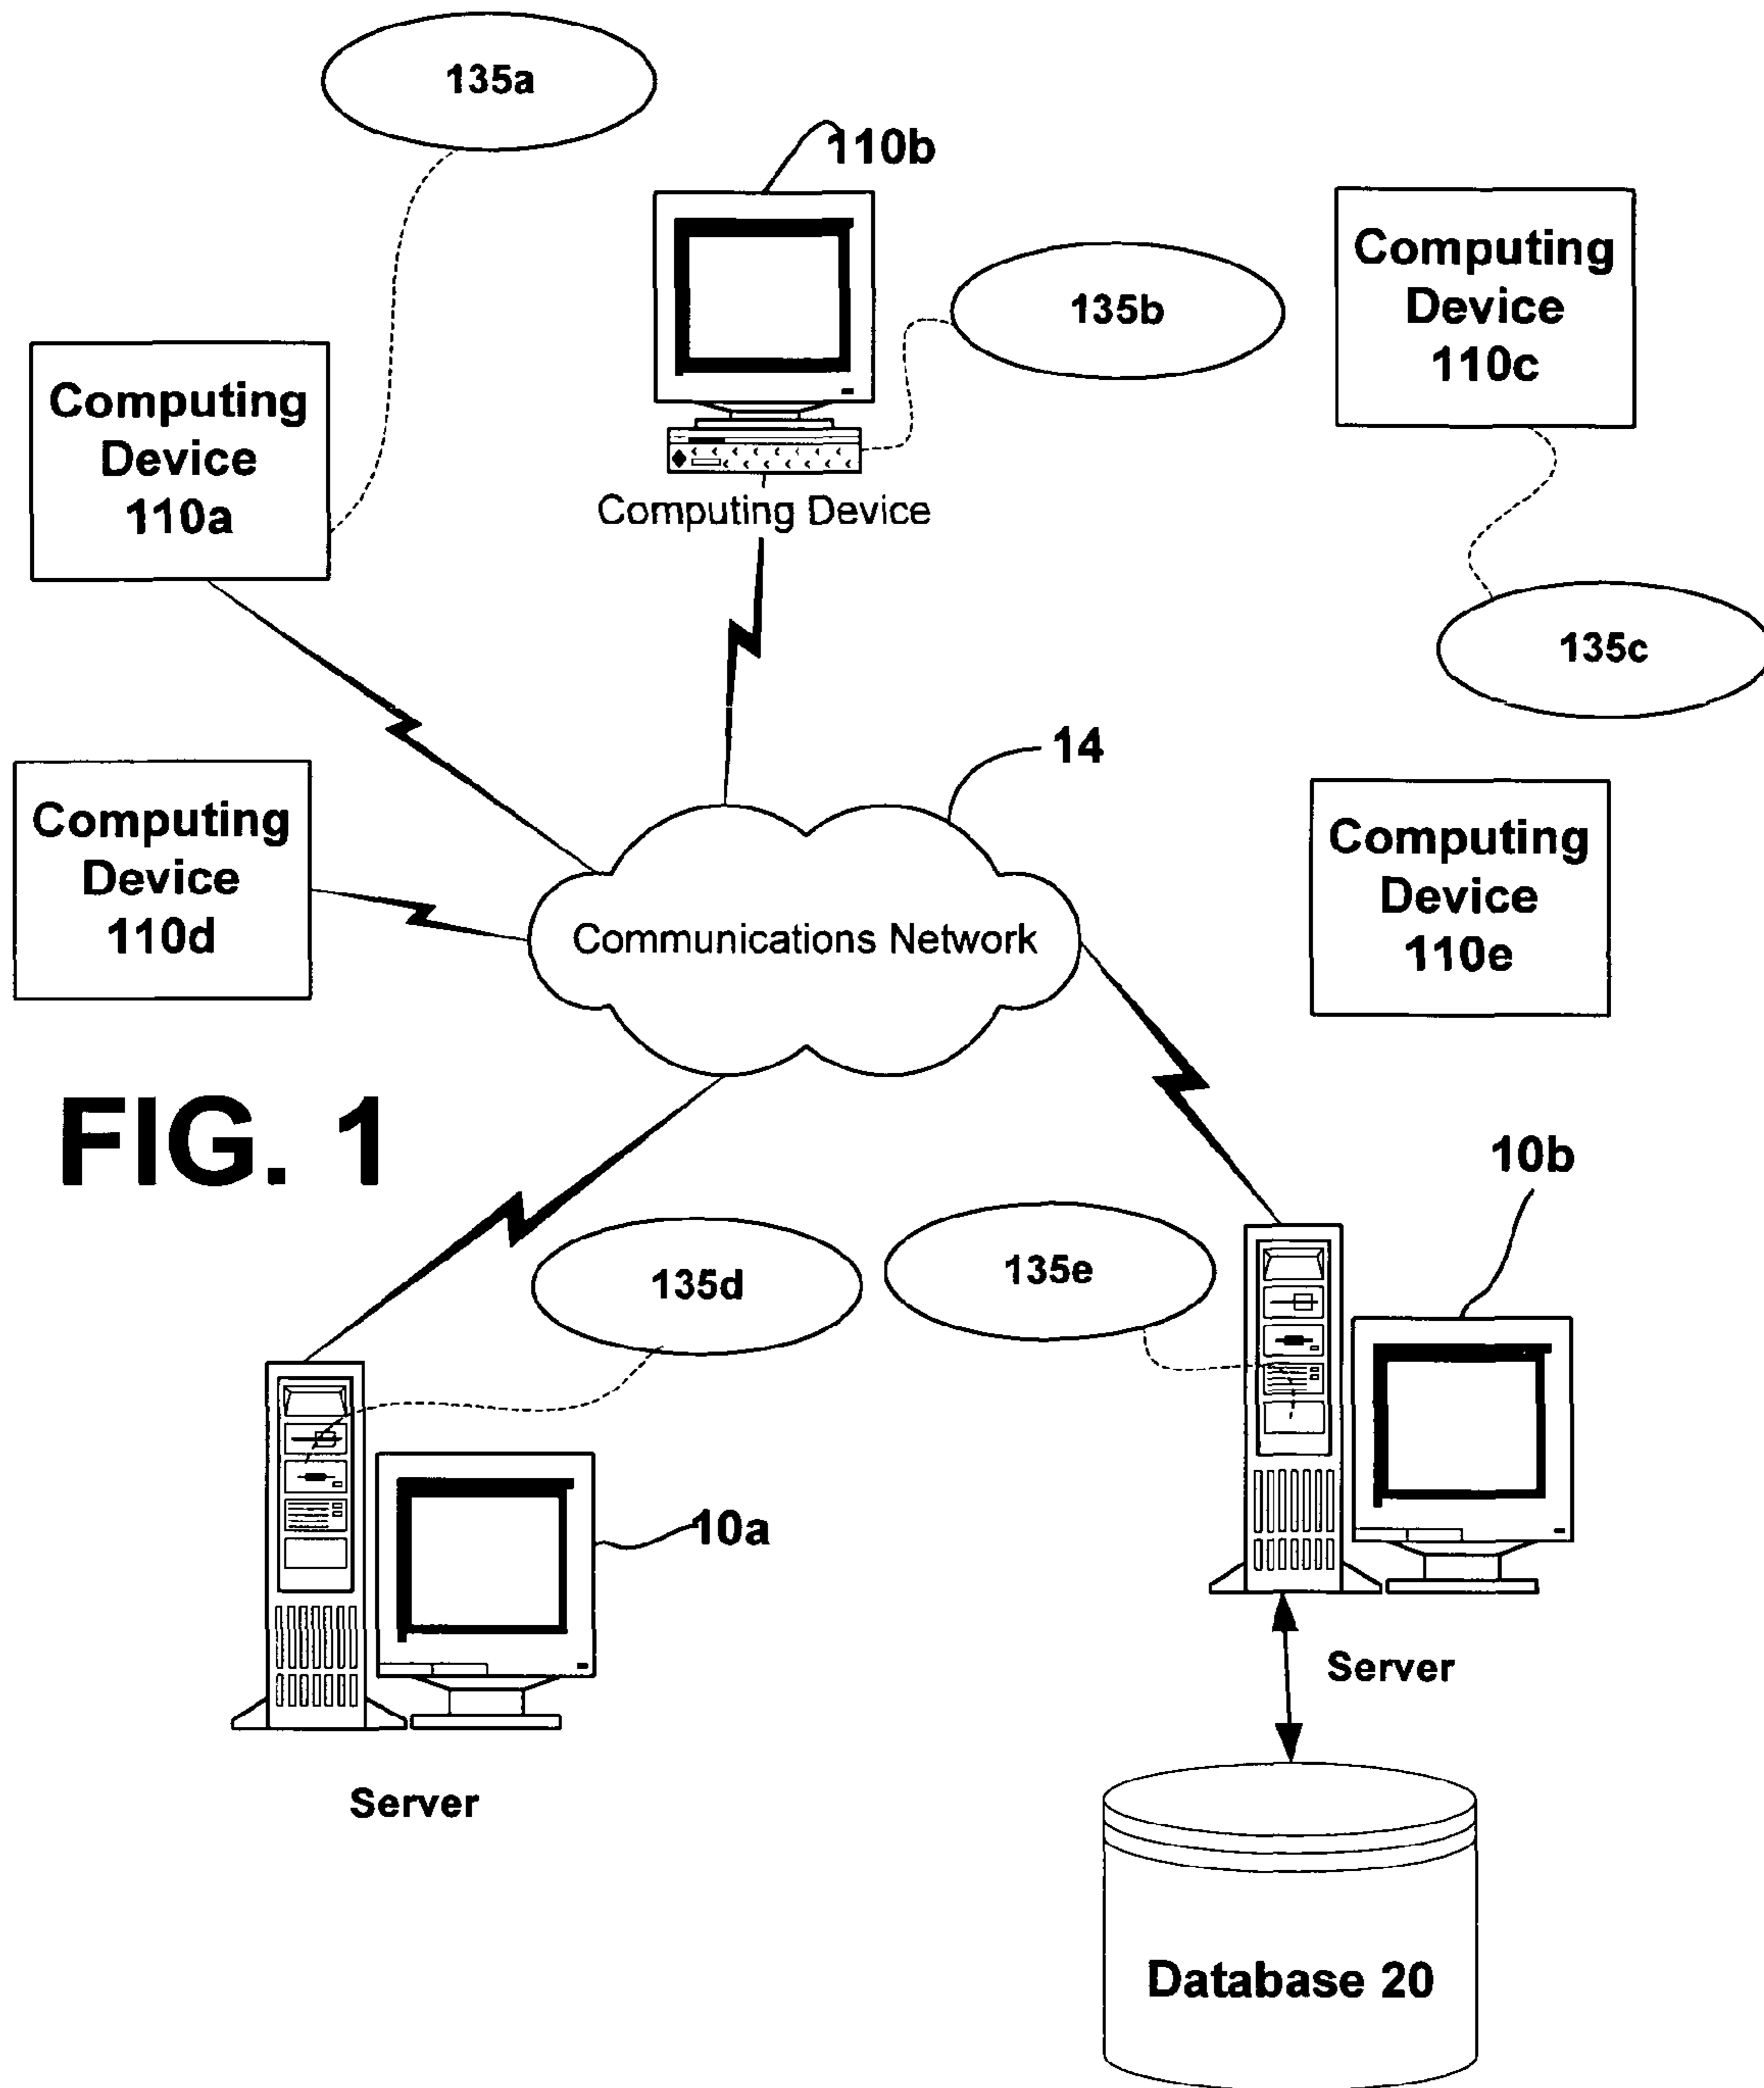 135a
110b
Computing
Device
110c
135b
Computing
Device
110a
Computing Device
135c
14
Computing
Device
110d
Computing
Device
110e
Communications Network
FIG. 1
10b
135d
135e
10a
Server
Server
Database 20